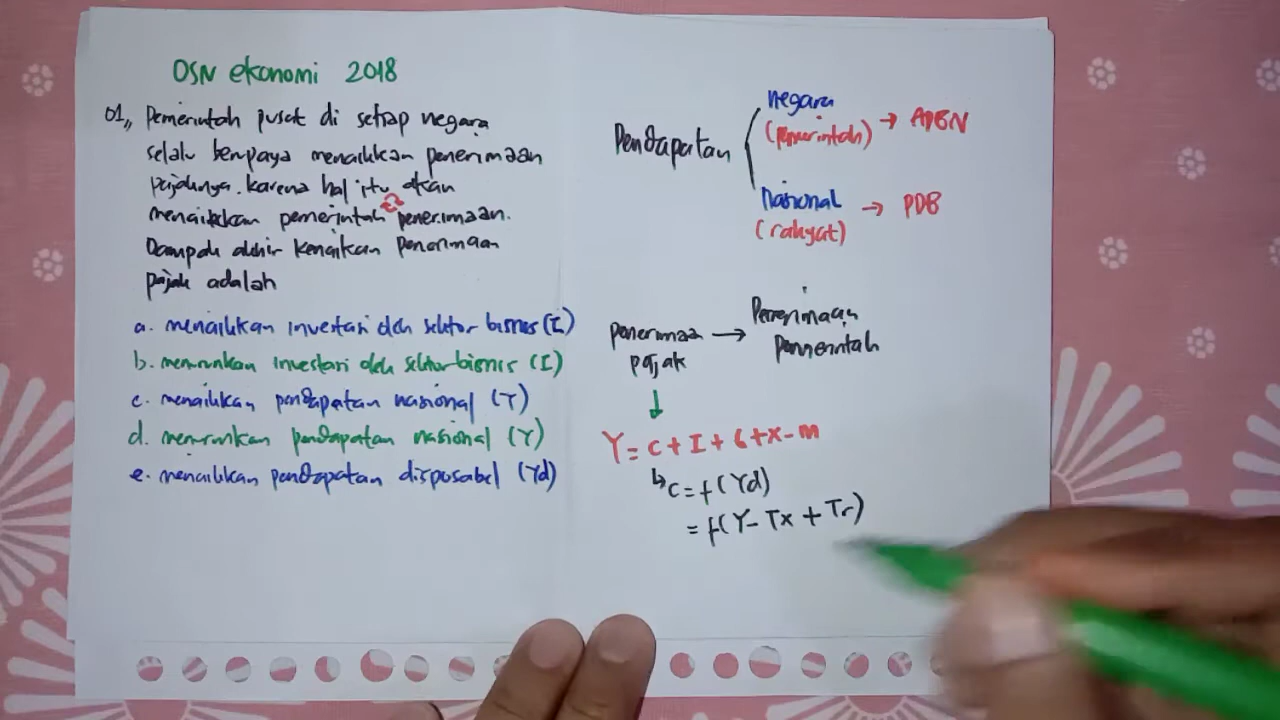 OSN ekonomi 2018
01,, Pemerintah pusat di setiap negara
selalu berupaya menaikkan penerimaan
pajaknya. karena hal itu akan
menaikkan pemerintah penerimaan.
Dampak akhir kenaikan penerimaan
pajak adalah
a. menaikkan investasi oleh sektor bisnis (I)
b. menurunkan investasi oleh sektor bisnis (I)
c. menaikkan pendapatan nasional (Y)
d. menurunkan pendapatan nasional (Y)
e. menaikkan pendapatan disposabel (Yd)
Pendapatan
negara
(pemerintah) → APBN
nasional → PDB
(rakyat)
penerimaa pajak → Penerimaan pemerintah
↓
Y = C + I + G + X - M
↳ C = f (Yd)
= f (Y - Tx + Tr)